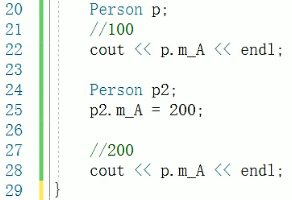 20 Person p;
21 //100
22 cout << p.m_A << endl;
23
24 Person p2;
25 p2.m_A = 200;
26
27 //200
28 cout << p.m_A << endl;
29 }